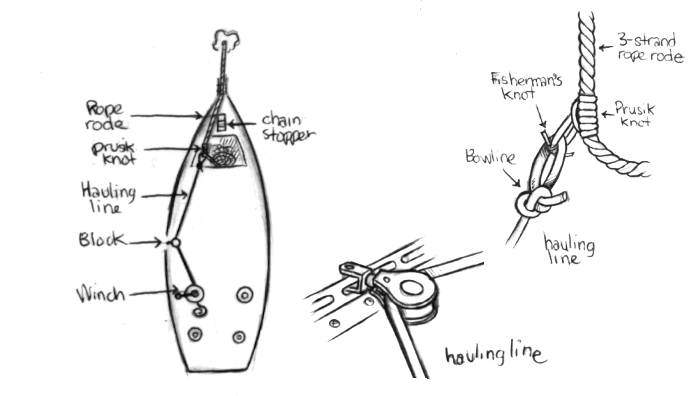 Rope
rode
chain
stopper
prusik
knot
Hauling
line
Block
Winch
3-strand
rope rode
Fisherman's
knot
Prusik
knot
Bowline
hauling
line
hauling line